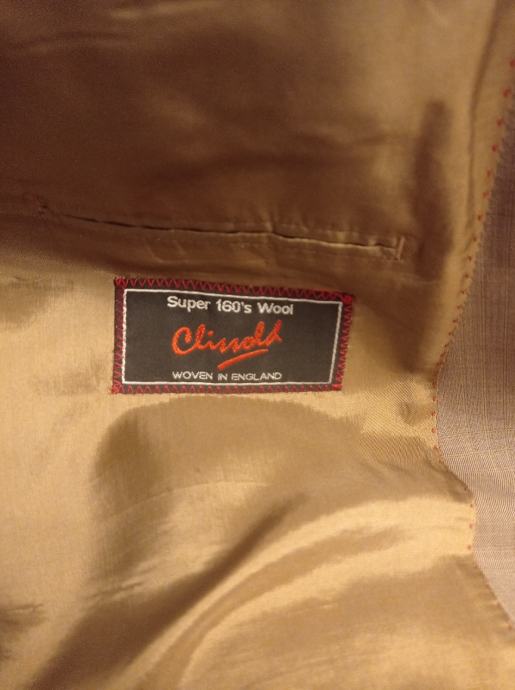 Super 160's Wool
Clissold
WOVEN IN ENGLAND